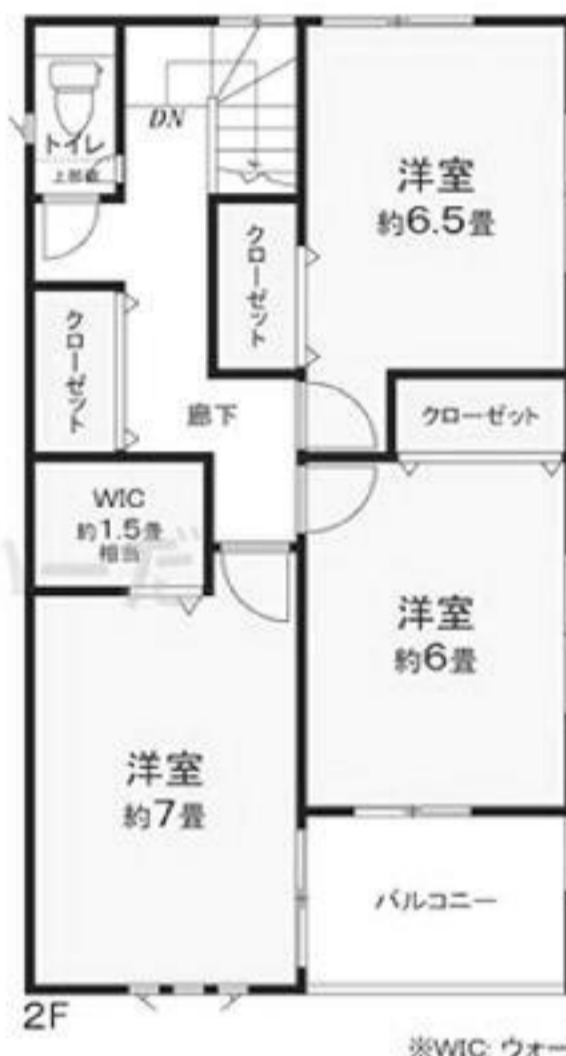 トイレ
DN
洋室
約6.5畳
クローゼット
クローゼット
廊下
クローゼット
WIC
約1.5畳
相当
洋室
約6畳
洋室
約7畳
バルコニー
2F
※WIC: ウォー